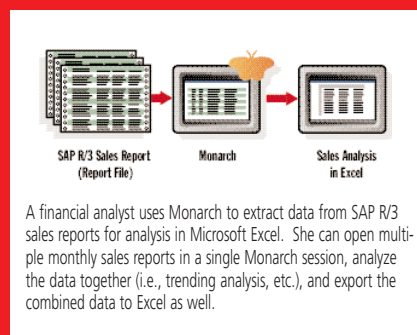 SAP R/3 Sales Report
(Report File)
Monarch
Sales Analysis
in Excel
A financial analyst uses Monarch to extract data from SAP R/3
sales reports for analysis in Microsoft Excel.  She can open multi-
ple monthly sales reports in a single Monarch session, analyze
the data together (i.e., trending analysis, etc.), and export the
combined data to Excel as well.